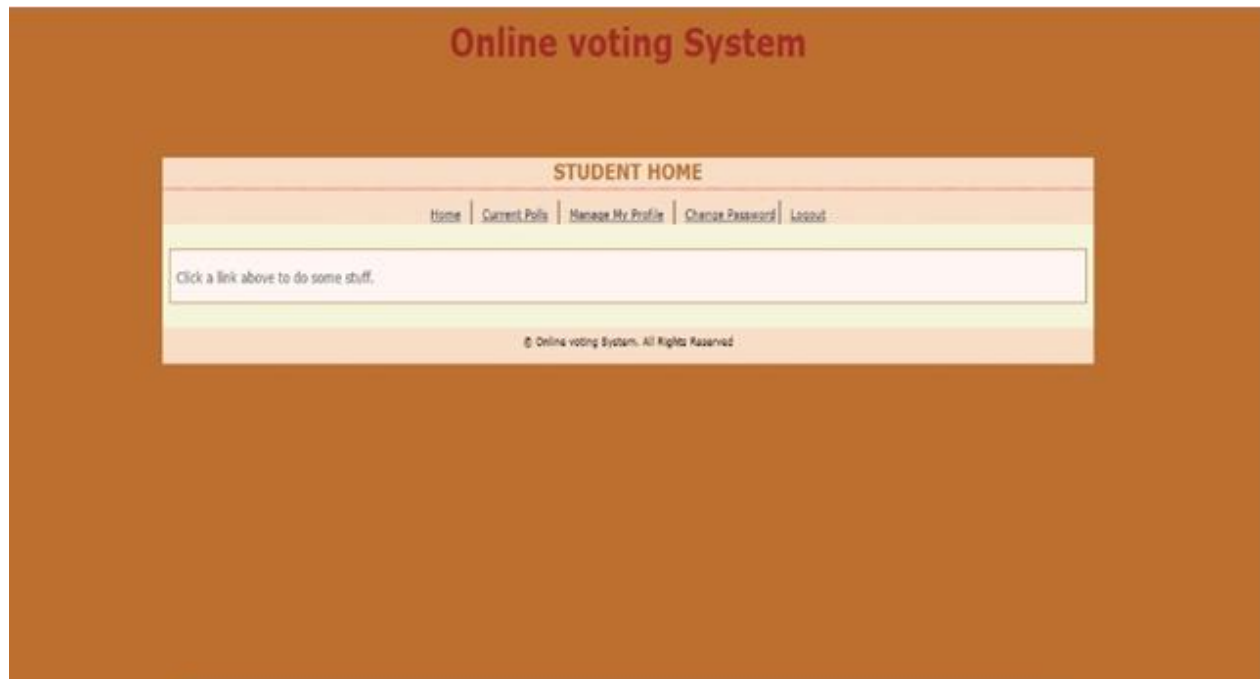 Online voting System
STUDENT HOME
Home | Current Polls | Manage My Profile | Change Password | Logout
Click a link above to do some stuff.
© Online voting System. All Rights Reserved